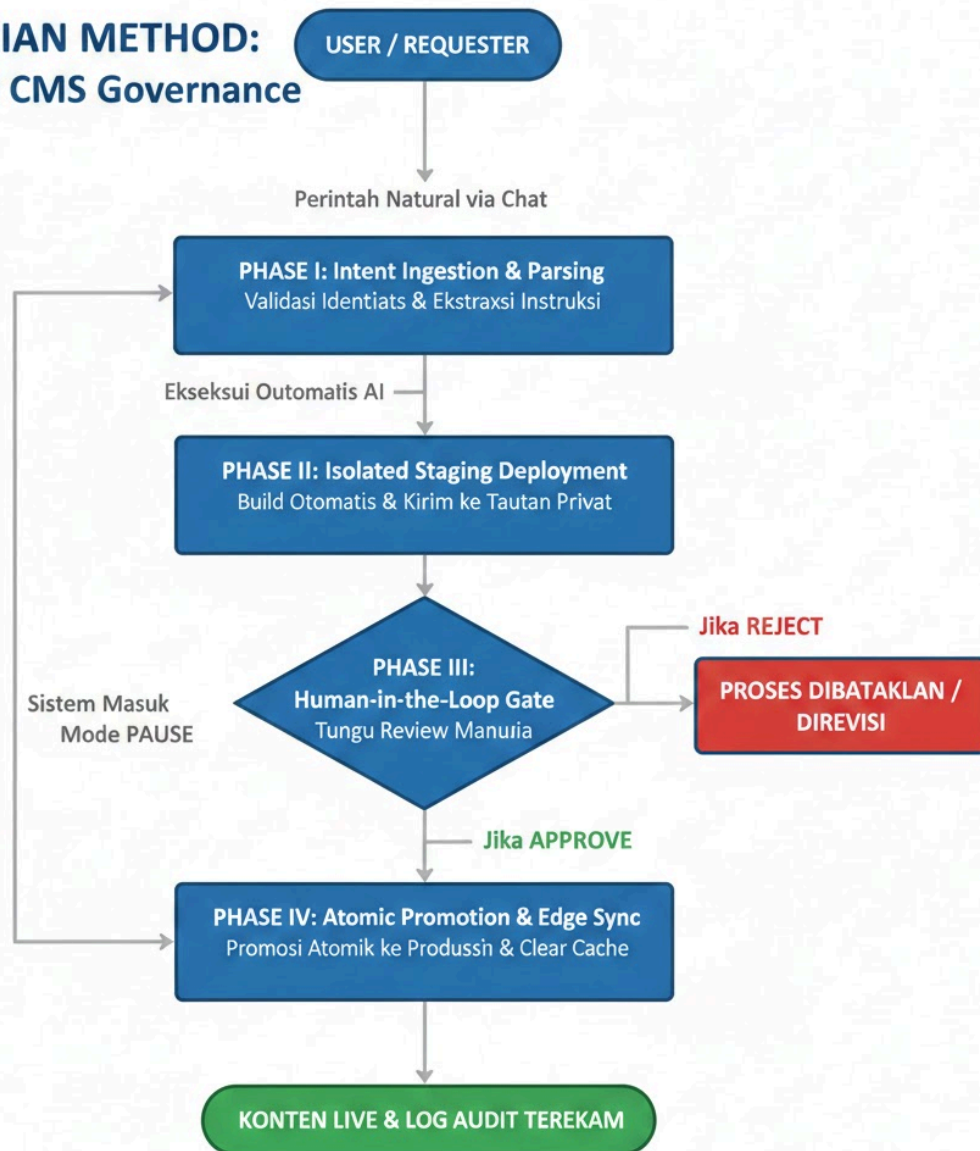 IAN METHOD:
CMS Governance
USER / REQUESTER
Perintah Natural via Chat
PHASE I: Intent Ingestion & Parsing
Validasi Identiats & Ekstraxsi Instruksi
Ekseksui Outomatis AI
PHASE II: Isolated Staging Deployment
Build Otomatis & Kirim ke Tautan Privat
Jika REJECT
PHASE III:
Human-in-the-Loop Gate
Tungu Review Manuria
PROSES DIBATAKLAN /
DIREVISI
Sistem Masuk
Mode PAUSE
Jika APPROVE
PHASE IV: Atomic Promotion & Edge Sync
Promosi Atomik ke Produssin & Clear Cache
KONTEN LIVE & LOG AUDIT TEREKAM